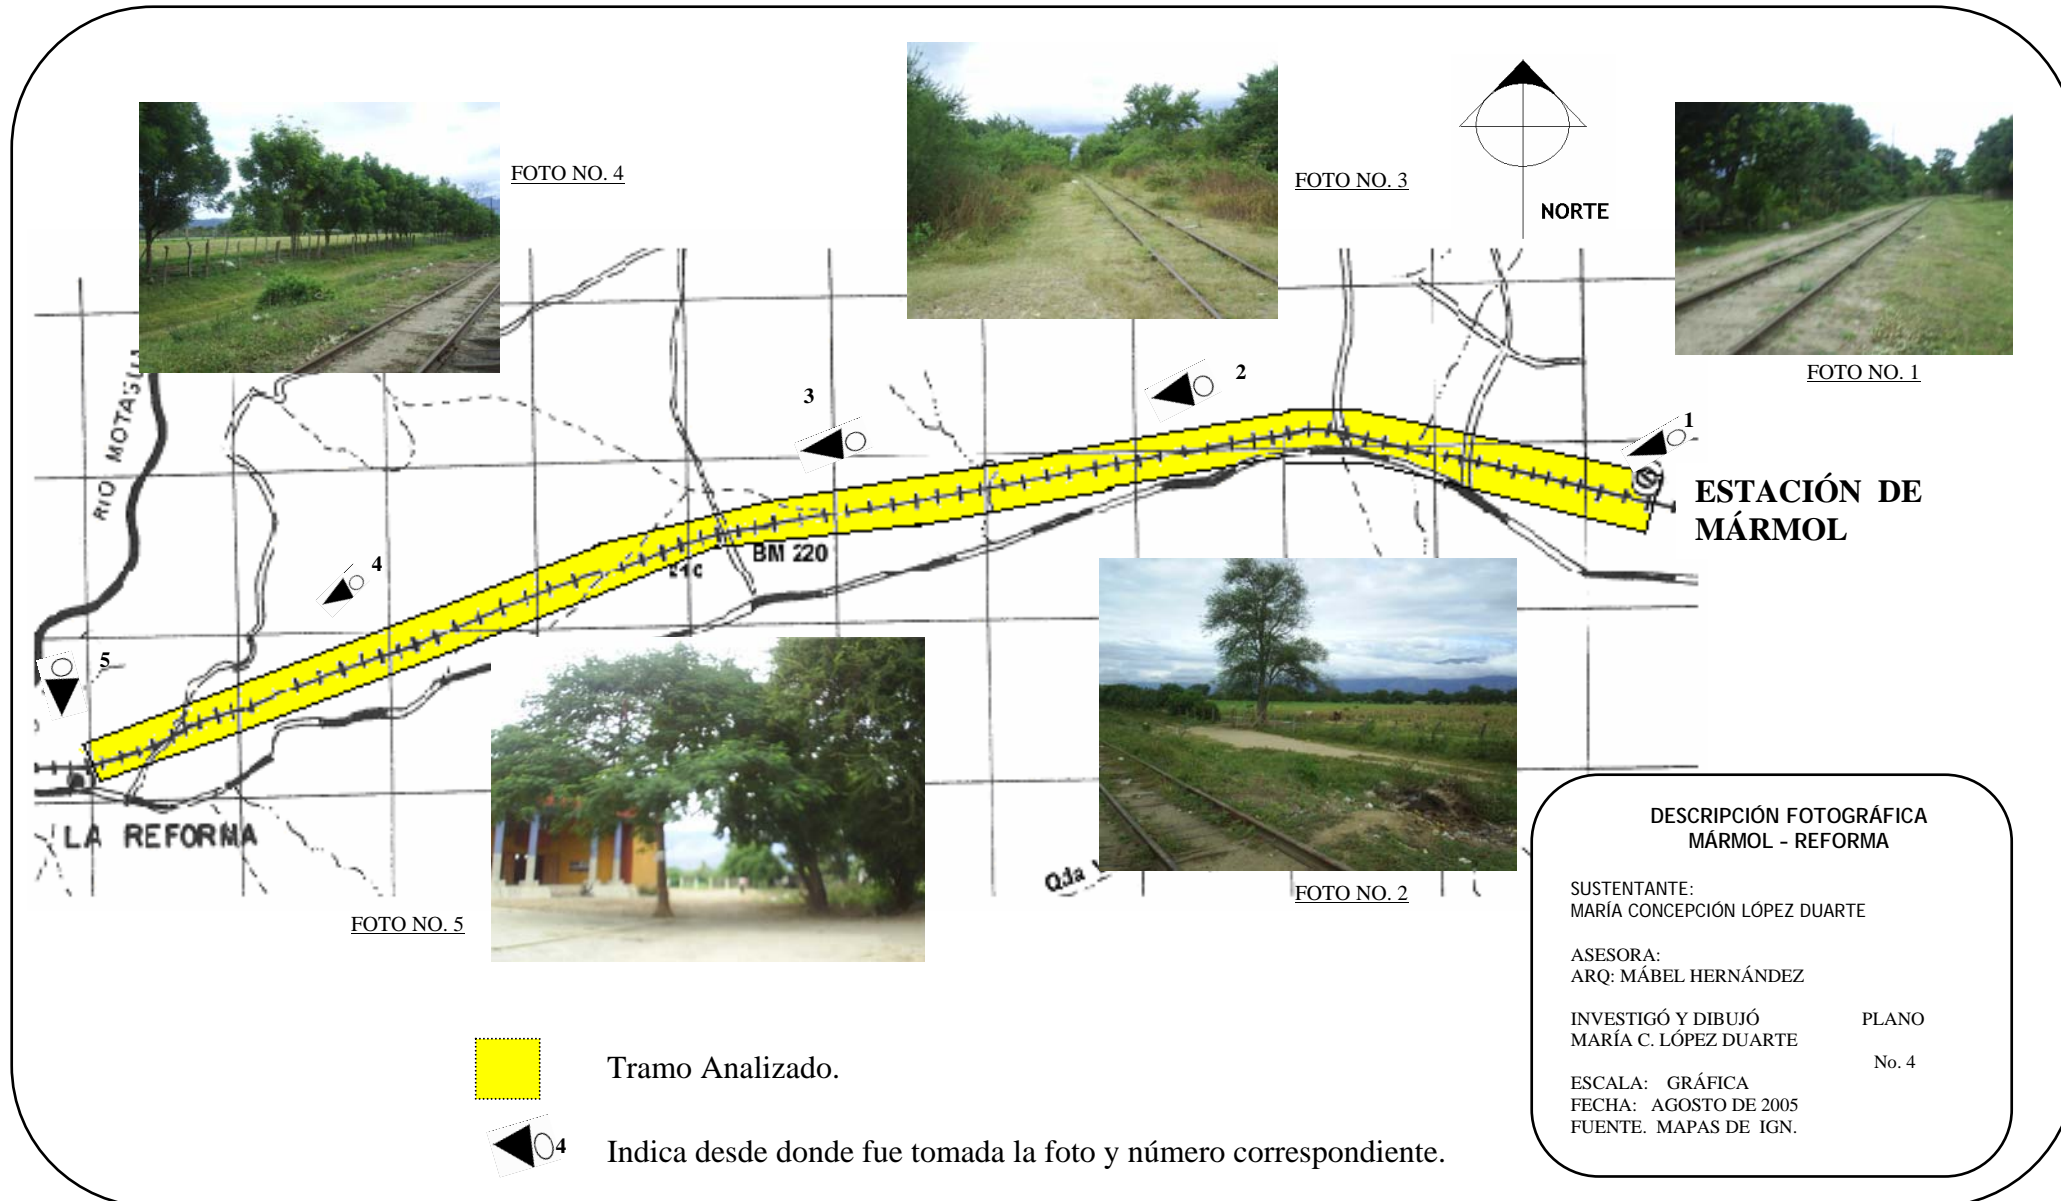 FOTO NO. 4
FOTO NO. 3
NORTE
FOTO NO. 1
RIO MOTAGUA
3
2
1
ESTACIÓN DE
MÁRMOL
BM 220
4
5
LA REFORMA
FOTO NO. 5
Qda
FOTO NO. 2
DESCRIPCIÓN FOTOGRÁFICA
MÁRMOL - REFORMA
SUSTENTANTE:
MARÍA CONCEPCIÓN LÓPEZ DUARTE
ASESORA:
ARQ: MÁBEL HERNÁNDEZ
INVESTIGÓ Y DIBUJÓ PLANO
MARÍA C. LÓPEZ DUARTE
No. 4
ESCALA: GRÁFICA
FECHA: AGOSTO DE 2005
FUENTE. MAPAS DE IGN.
Tramo Analizado.
4 Indica desde donde fue tomada la foto y número correspondiente.